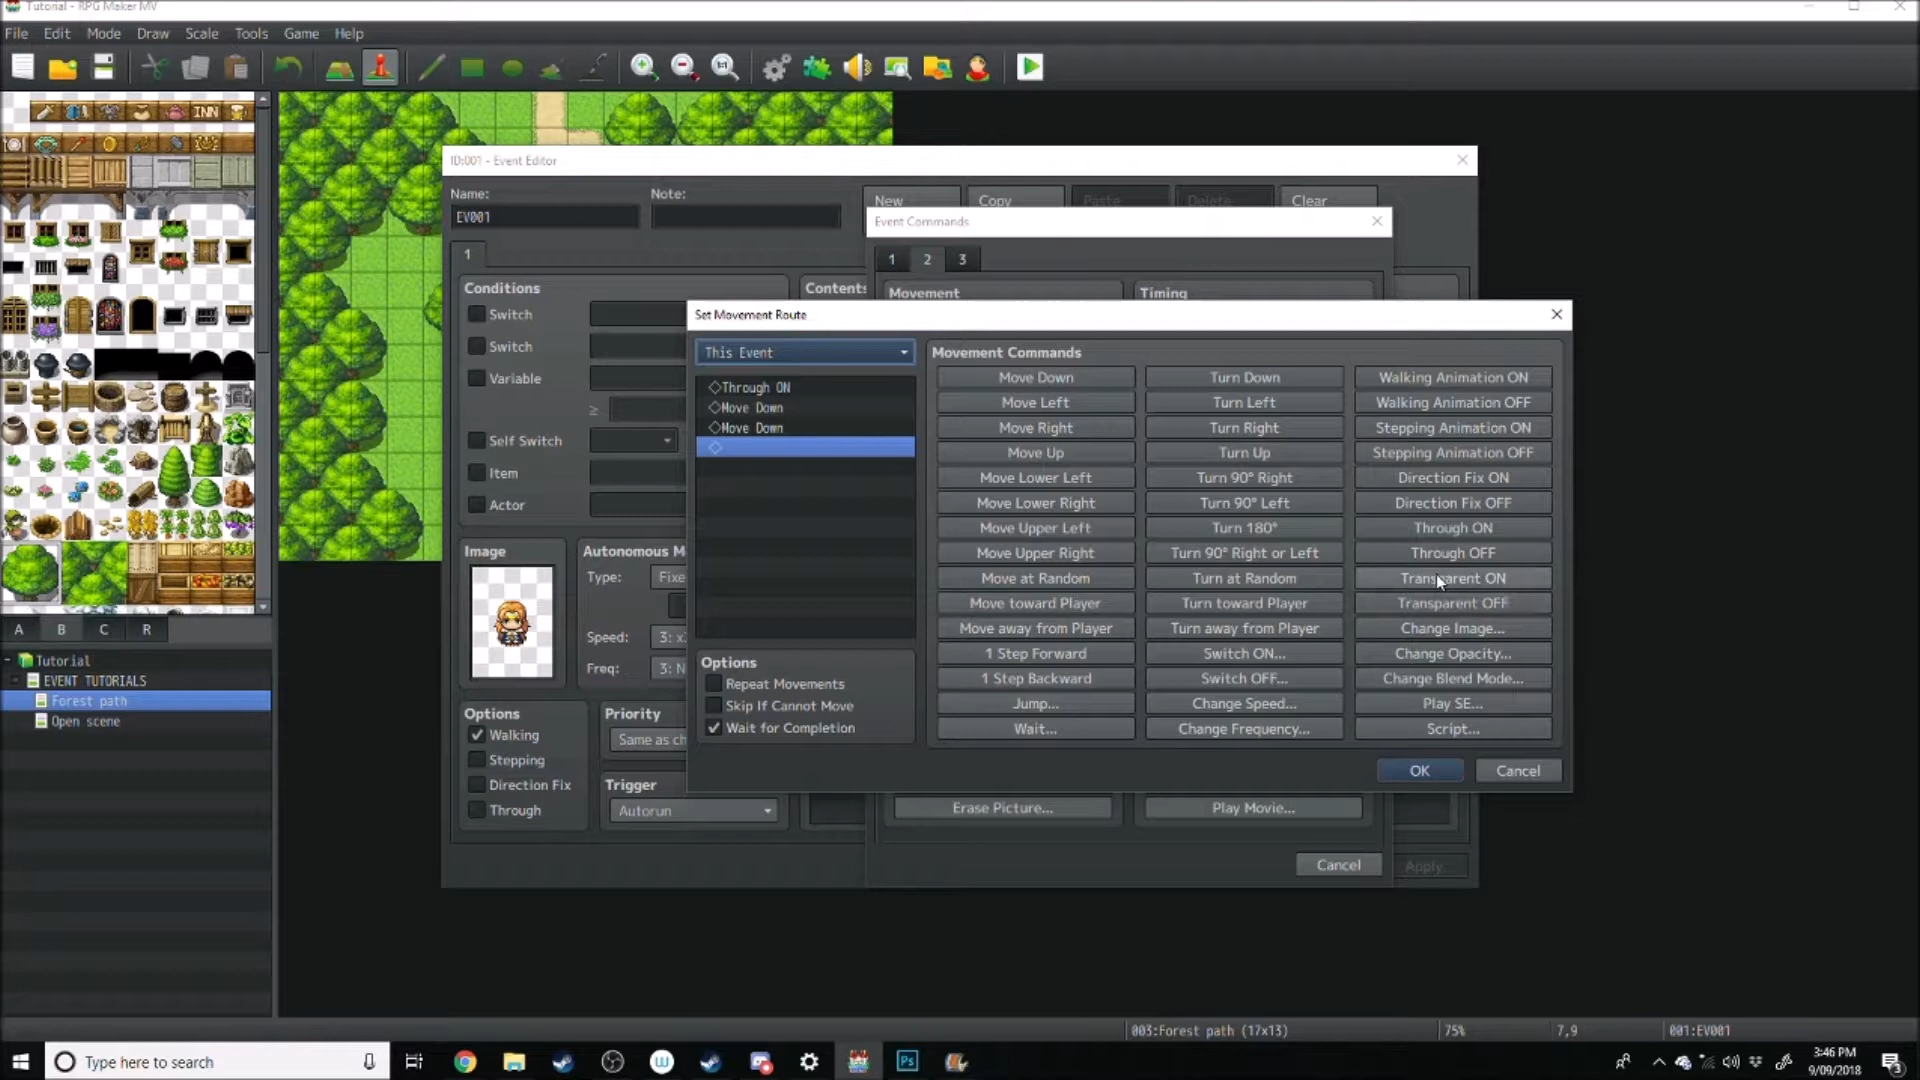 Tutorial - RPG Maker MV
File Edit Mode Draw Scale Tools Game Help
INN
ID:001 - Event Editor
Name: Note:
EV001
New Copy Paste Delete Clear
Event Commands
1
1 2 3
Conditions
Contents
Movement Timing
Switch
Switch
Variable
≥
Self Switch
Item
Actor
Set Movement Route
This Event
◇Through ON
◇Move Down
◇Move Down
◇
Movement Commands
Move Down Turn Down Walking Animation ON
Move Left Turn Left Walking Animation OFF
Move Right Turn Right Stepping Animation ON
Move Up Turn Up Stepping Animation OFF
Move Lower Left Turn 90° Right Direction Fix ON
Move Lower Right Turn 90° Left Direction Fix OFF
Move Upper Left Turn 180° Through ON
Move Upper Right Turn 90° Right or Left Through OFF
Move at Random Turn at Random Transparent ON
Move toward Player Turn toward Player Transparent OFF
Move away from Player Turn away from Player Change Image...
1 Step Forward Switch ON... Change Opacity...
1 Step Backward Switch OFF... Change Blend Mode...
Jump... Change Speed... Play SE...
Wait... Change Frequency... Script...
Options
Repeat Movements
Skip If Cannot Move
Wait for Completion
OK Cancel
Image
Autonomous M
Type: Fixe
Speed: 3: x
Freq: 3: N
Options
Walking
Stepping
Direction Fix
Through
Priority
Same as ch
Trigger
Autorun
Erase Picture... Play Movie...
Cancel Apply
A B C R
Tutorial
EVENT TUTORIALS
Forest path
Open scene
003:Forest path (17x13) 75% 7,9 001:EV001
Type here to search
Ps
3:46 PM
9/09/2018
3